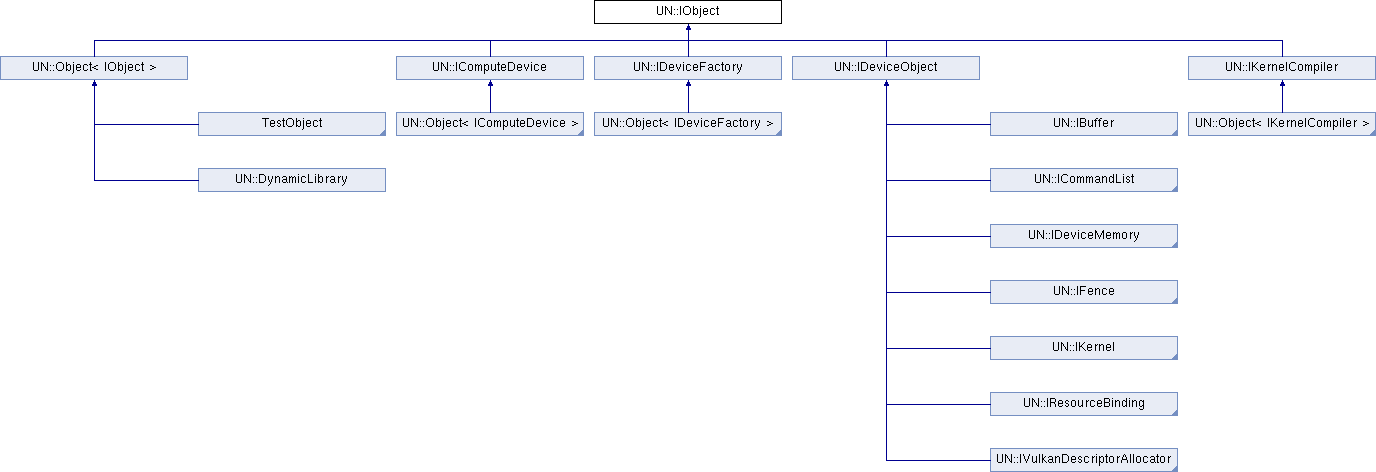 UN::IObject
UN::Object< IObject >
UN::IComputeDevice
UN::IDeviceFactory
UN::IDeviceObject
UN::IKernelCompiler
TestObject
UN::Object< IComputeDevice >
UN::Object< IDeviceFactory >
UN::IBuffer
UN::Object< IKernelCompiler >
UN::DynamicLibrary
UN::ICommandList
UN::IDeviceMemory
UN::IFence
UN::IKernel
UN::IResourceBinding
UN::IVulkanDescriptorAllocator